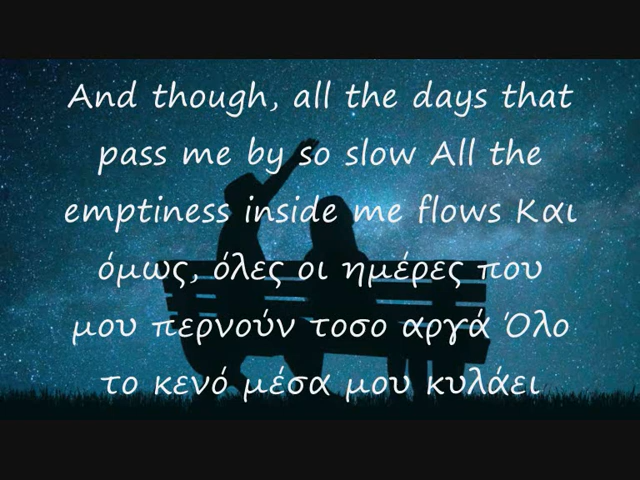 And though, all the days that
pass me by so slow All the
emptiness inside me flows Και
όμως, όλες οι ημέρες που
μου περνούν τοσο αργά Όλο
το κενό μέσα μου κυλάει